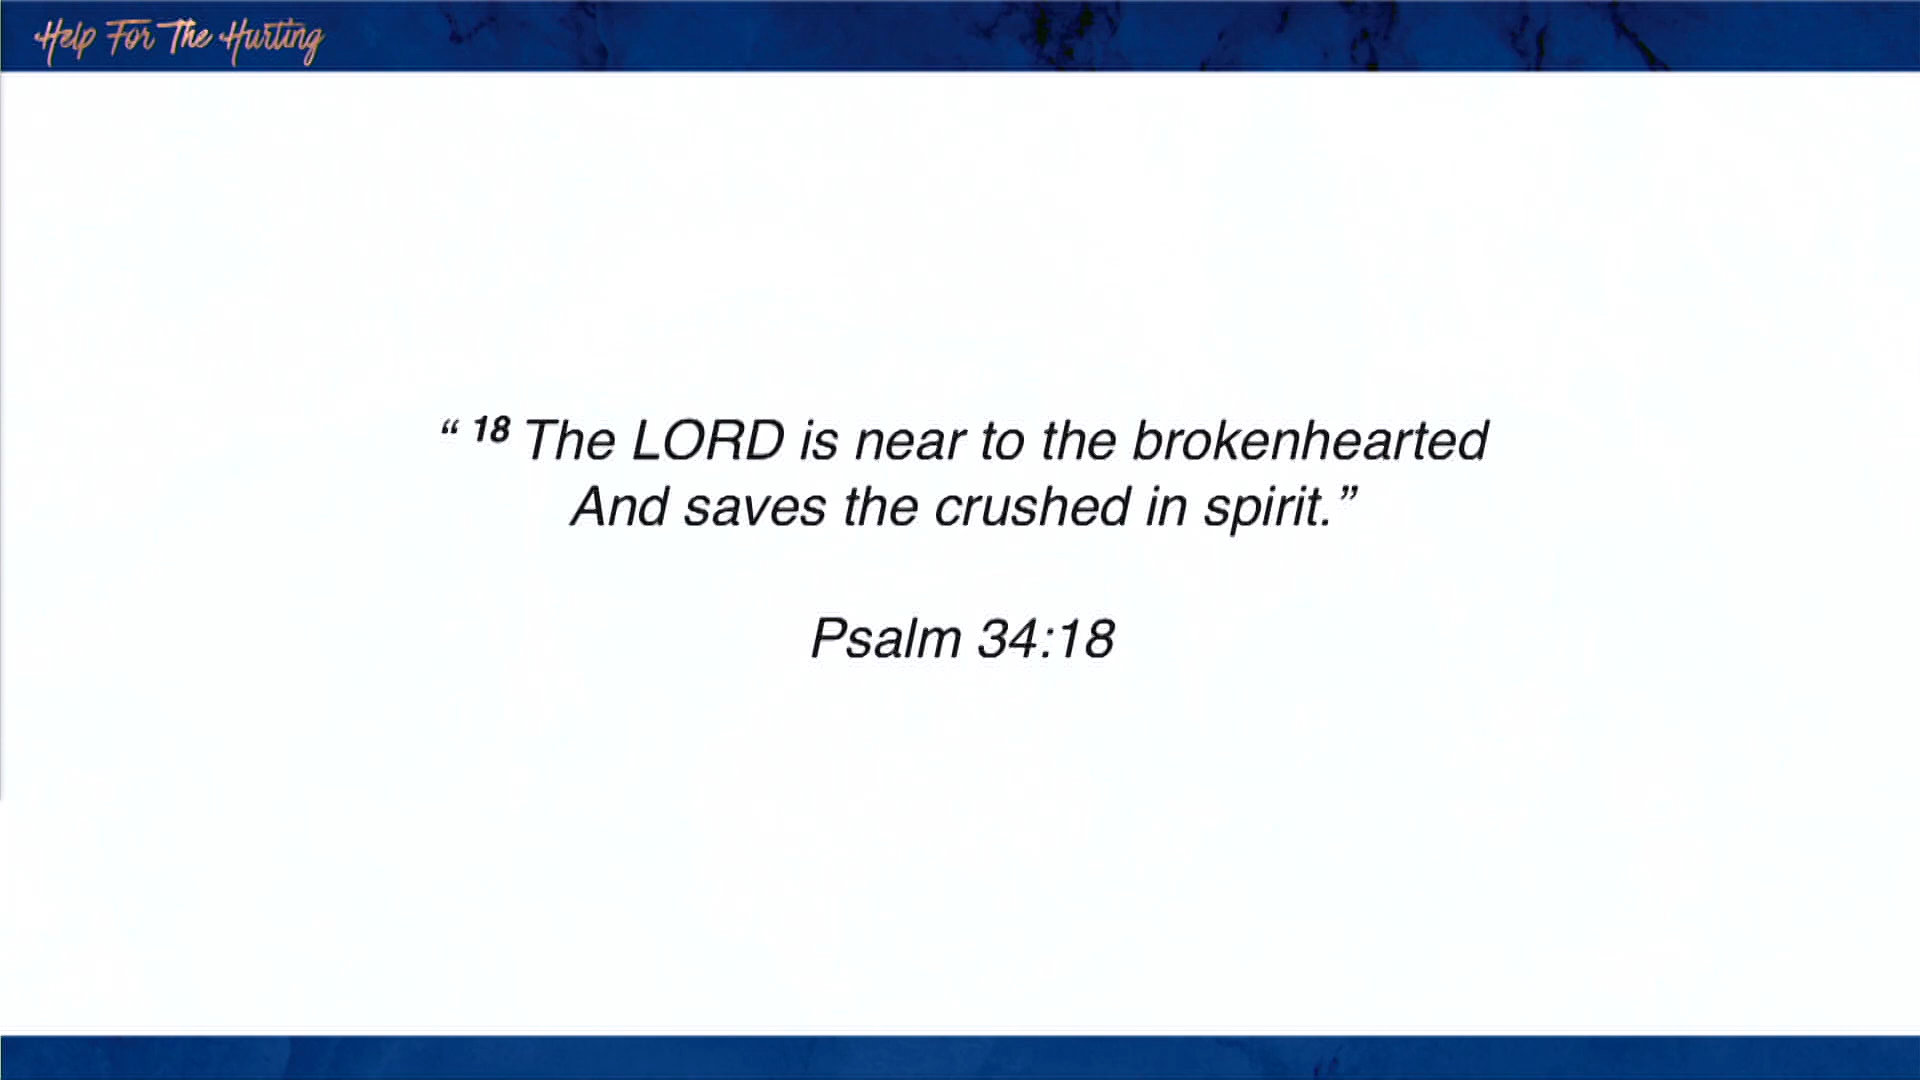 Help For The Hurting
“ 18 The LORD is near to the brokenhearted
And saves the crushed in spirit.”
Psalm 34:18